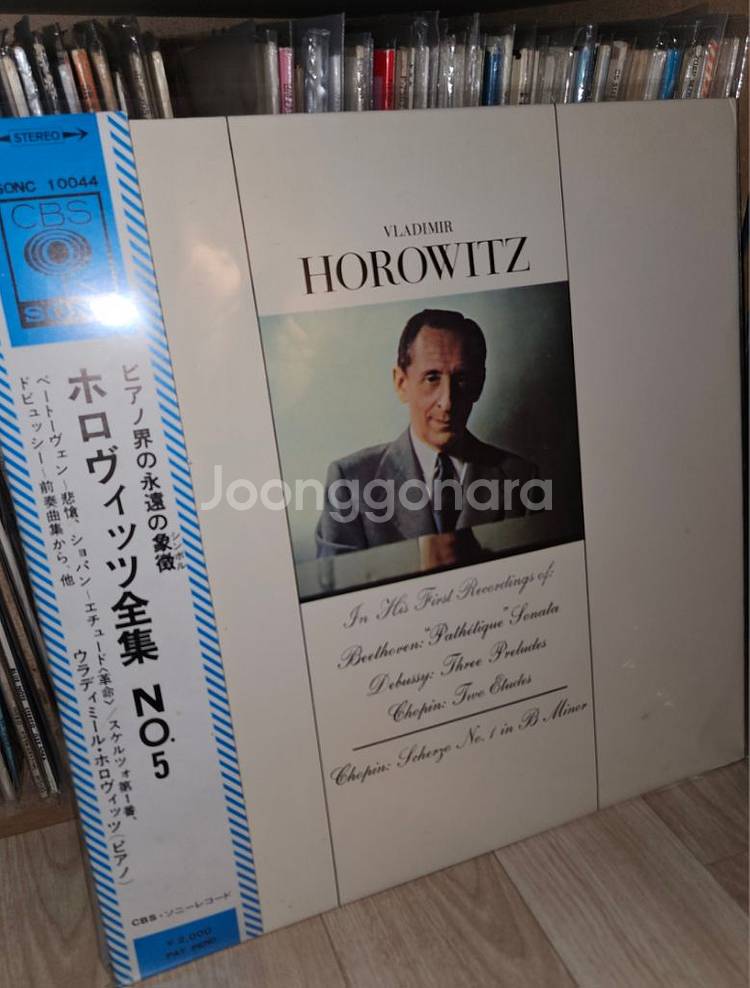 STEREO
SONC 10044
CBS
SONY
ピアノ界の永遠の象徴
シンボル
ホロヴィッツ全集 NO.5
ベートーヴェン―悲愴、ショパン―エチュード〈革命〉/スケルツォ第1番、
ドビュッシー―前奏曲集から、他
ウラディミール・ホロヴィッツ(ピアノ)
CBS・ソニーレコード
¥2,000
VLADIMIR
HOROWITZ
In His First Recordings of:
Beethoven: "Pathétique" Sonata
Debussy: Three Preludes
Chopin: Two Etudes
Chopin: Scherzo No. 1 in B Minor
Joonggonara